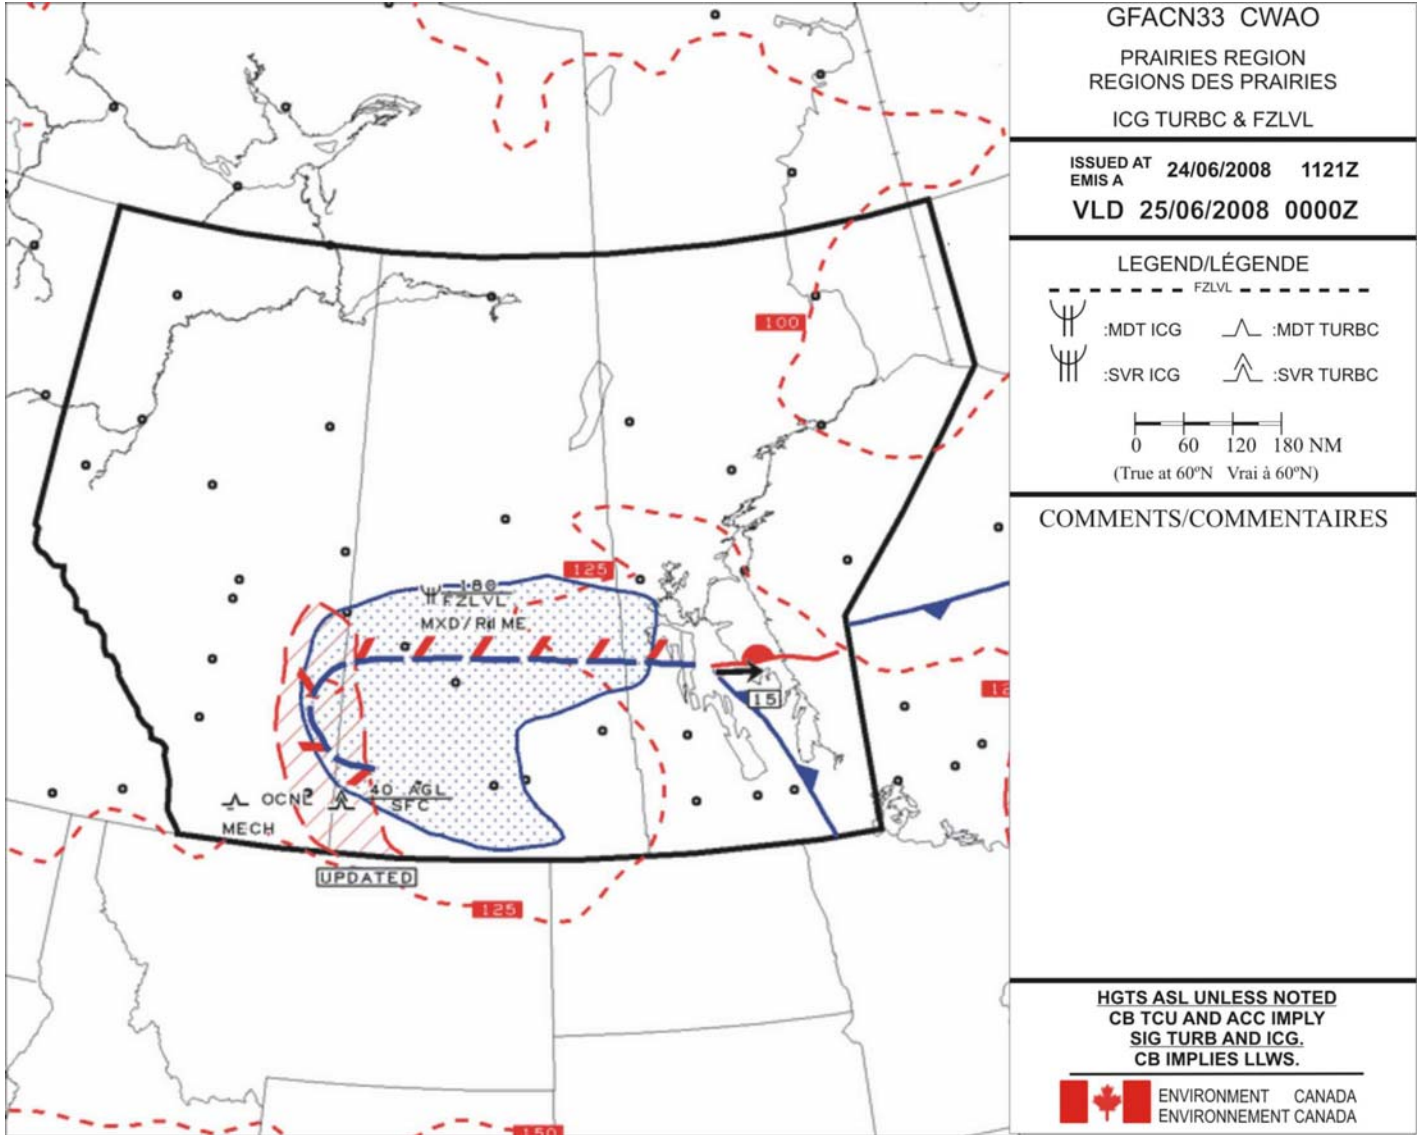 GFACN33 CWAO
PRAIRIES REGION
REGIONS DES PRAIRIES
ICG TURBC & FZLVL
ISSUED AT 24/06/2008 1121Z
EMIS A
VLD 25/06/2008 0000Z
LEGEND/LÉGENDE
FZLVL
:MDT ICG :MDT TURBC
:SVR ICG :SVR TURBC
0 60 120 180 NM
(True at 60ºN Vrai à 60ºN)
COMMENTS/COMMENTAIRES
HGTS ASL UNLESS NOTED
CB TCU AND ACC IMPLY
SIG TURB AND ICG.
CB IMPLIES LLWS.
ENVIRONMENT CANADA
ENVIRONNEMENT CANADA
100
125
180
FZLVL
MXD/RIME
15
OCNL
40 AGL
SFC
MECH
UPDATED
125
150